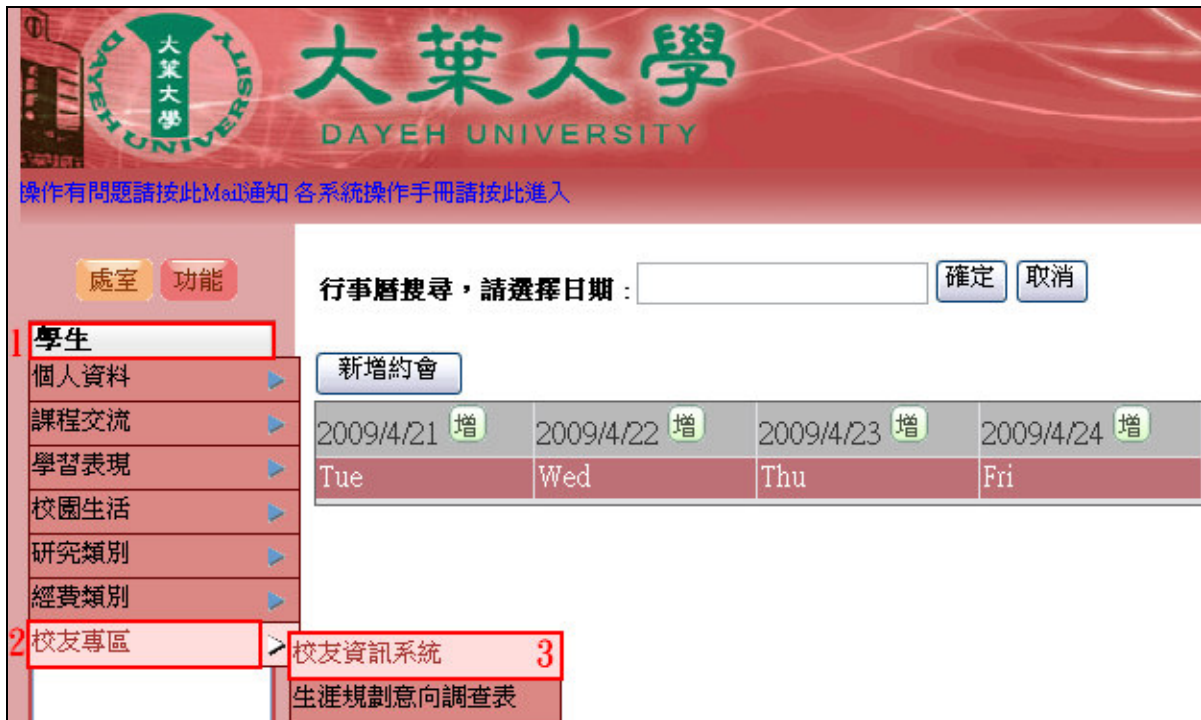 大葉大學
DAYEH UNIVERSITY
大葉大學
DAYEH UNIVERSITY
操作有問題請按此Mail通知 各系統操作手冊請按此進入
處室 功能
行事曆搜尋，請選擇日期 : 確定 取消
1 學生
新增約會
個人資料
課程交流
學習表現
校園生活
研究類別
經費類別
2 校友專區 >
校友資訊系統 3
生涯規劃意向調查表
2009/4/21 增 2009/4/22 增 2009/4/23 增 2009/4/24 增
Tue Wed Thu Fri